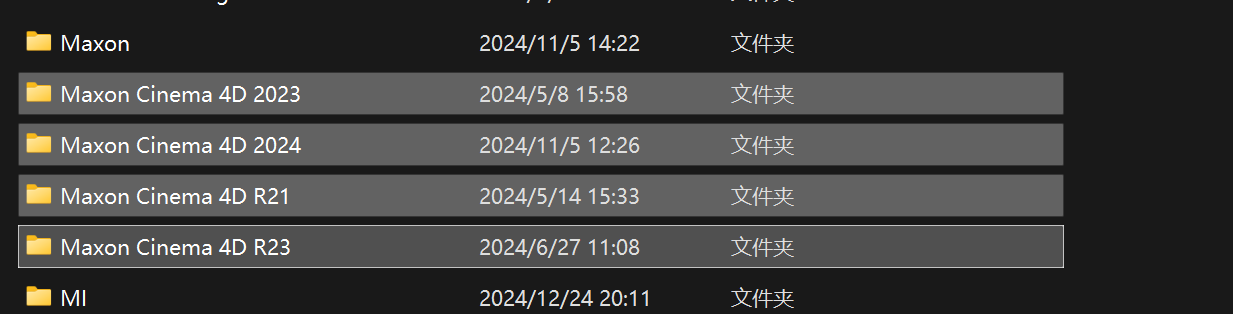 Maxon 2024/11/5 14:22 文件夹
Maxon Cinema 4D 2023 2024/5/8 15:58 文件夹
Maxon Cinema 4D 2024 2024/11/5 12:26 文件夹
Maxon Cinema 4D R21 2024/5/14 15:33 文件夹
Maxon Cinema 4D R23 2024/6/27 11:08 文件夹
MI 2024/12/24 20:11 文件夹